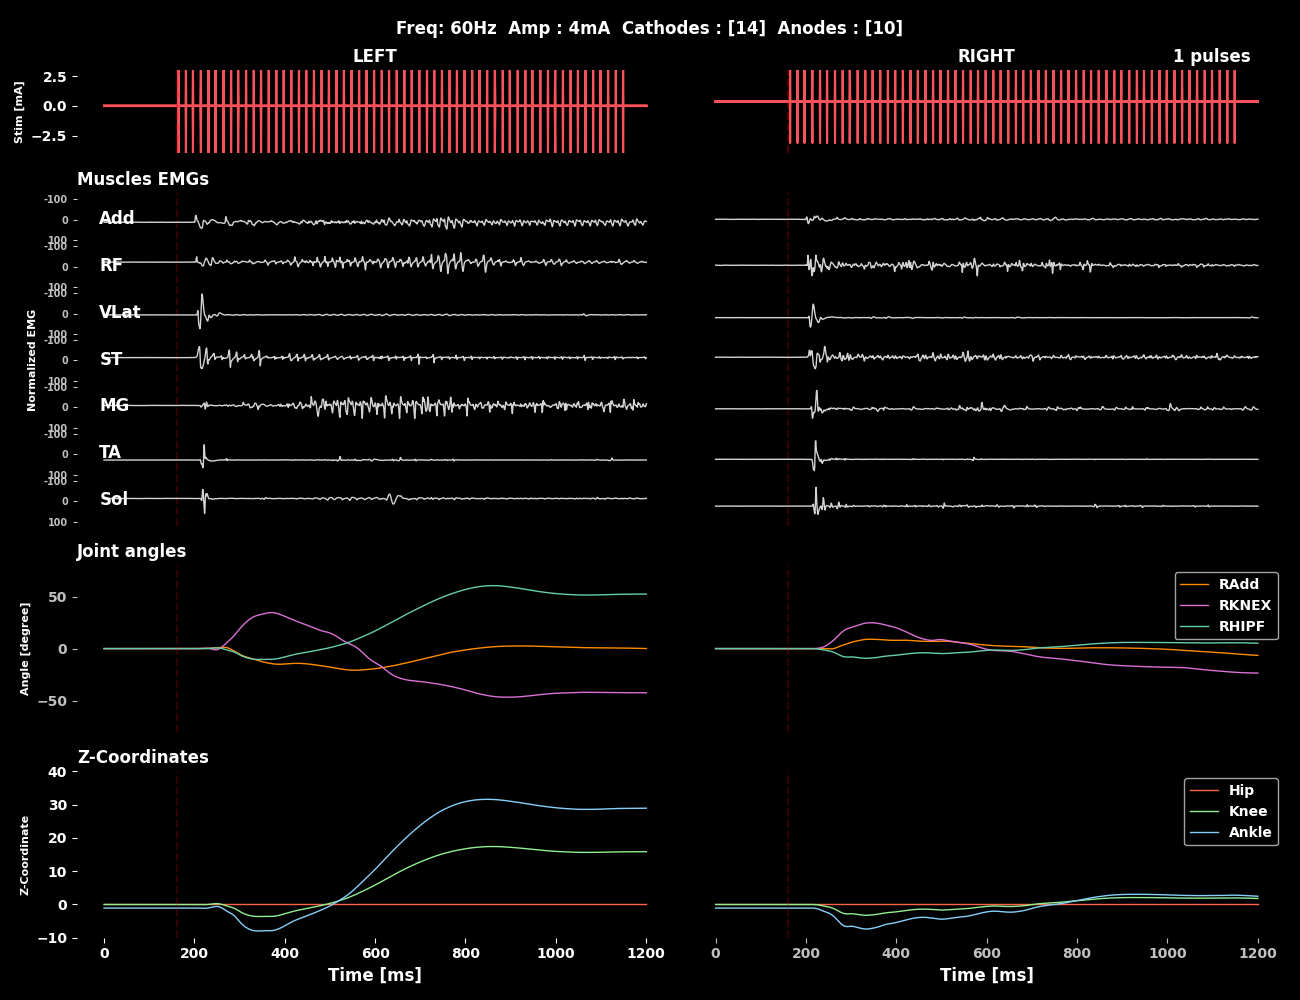 Freq: 60Hz  Amp : 4mA  Cathodes : [14]  Anodes : [10]
LEFT
RIGHT
1 pulses
Stim [mA]
2.5
0.0
−2.5
Muscles EMGs
Normalized EMG
-100
Add
0
100
-100
RF
0
100
-100
VLat
0
100
-100
ST
0
100
-100
MG
0
100
-100
TA
0
100
-100
Sol
0
100
Joint angles
Angle [degree]
50
0
−50
RAdd
RKNEX
RHIPF
Z-Coordinates
Z-Coordinate
40
30
20
10
0
−10
Hip
Knee
Ankle
0 200 400 600 800 1000 1200
0 200 400 600 800 1000 1200
Time [ms]
Time [ms]